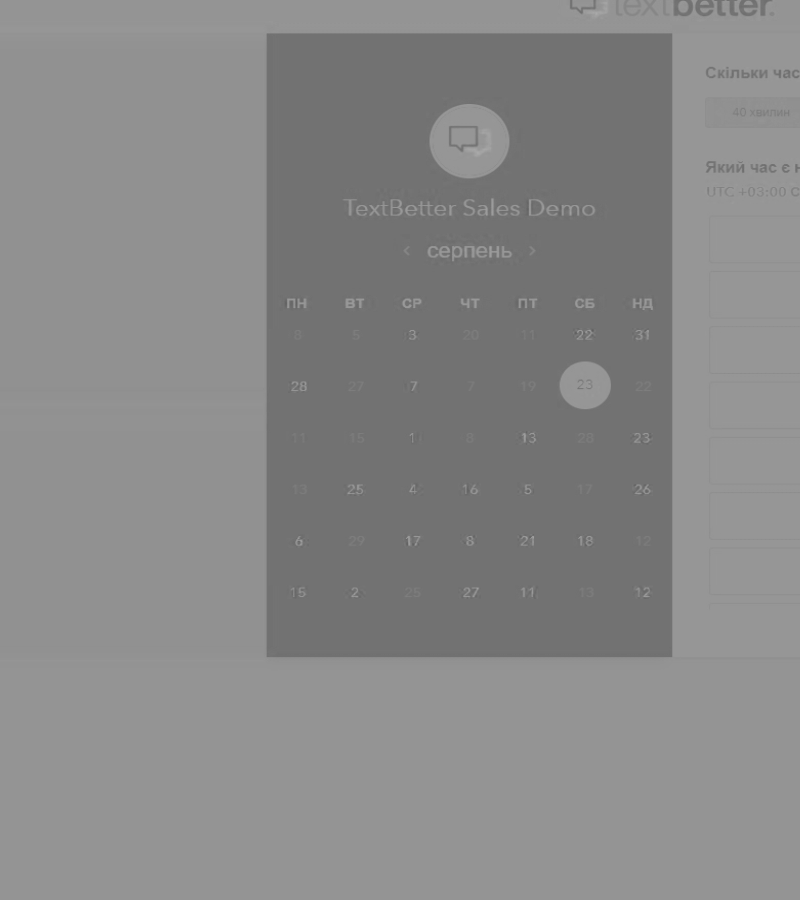 textbetter.
TextBetter Sales Demo
‹ серпень ›
ПН ВТ СР ЧТ ПТ СБ НД
8 5 3 20 11 22 31
28 27 7 7 19 23 22
11 15 1 8 13 28 23
13 25 4 16 5 17 26
6 29 17 8 21 18 12
15 2 25 27 11 13 12
Скільки час
40 хвилин
Який час є н
UTC +03:00 С